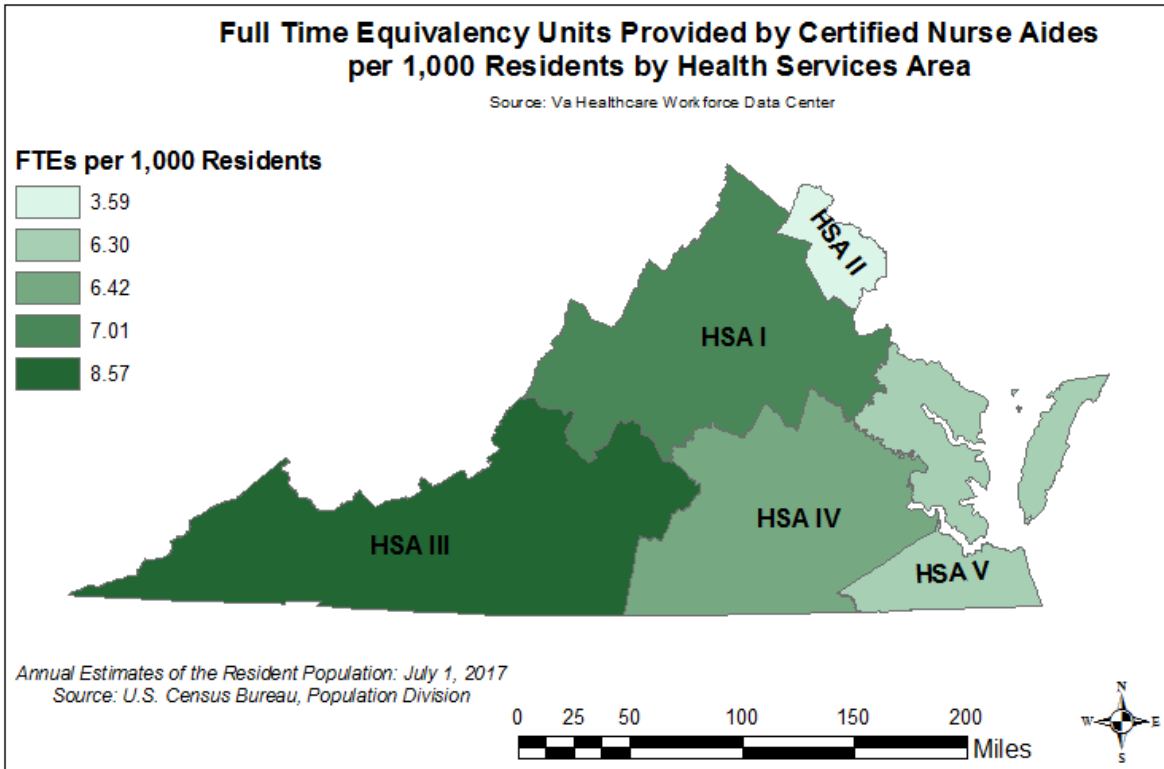 Full Time Equivalency Units Provided by Certified Nurse Aides
per 1,000 Residents by Health Services Area
Source: Va Healthcare Workforce Data Center
FTEs per 1,000 Residents
3.59
6.30
6.42
7.01
8.57
HSA II
HSA I
HSA IV
HSA III
HSA V
Annual Estimates of the Resident Population: July 1, 2017
Source: U.S. Census Bureau, Population Division
0 25 50 100 150 200
Miles
N
W E
S